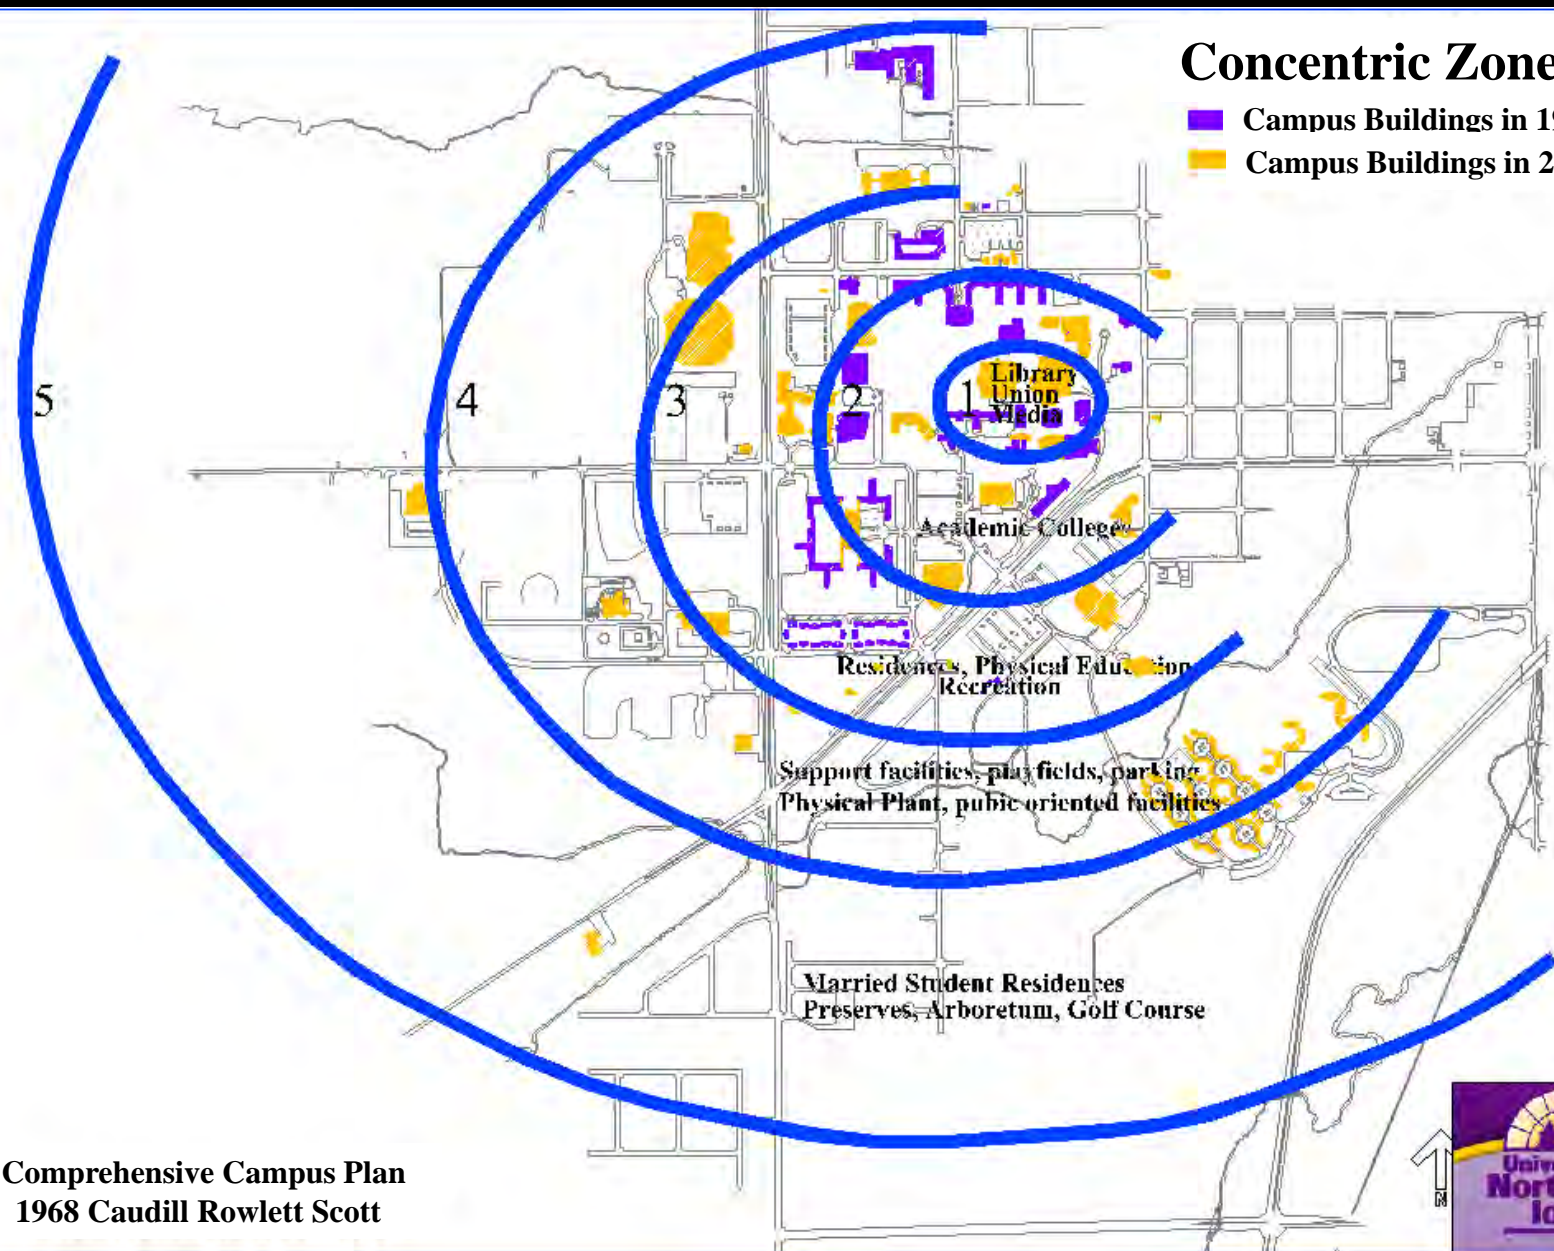 Concentric Zone
Campus Buildings in 19
Campus Buildings in 2
5
4
3
2
1
Library
Union
Media
Academic Colleges
Residences, Physical Education
Recreation
Support facilities, playfields, parking
Physical Plant, pubic oriented facilities
Married Student Residences
Preserves, Arboretum, Golf Course
Comprehensive Campus Plan
1968 Caudill Rowlett Scott
N